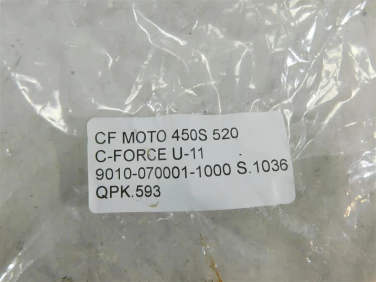 CF MOTO 450S 520
C-FORCE U-11
9010-070001-1000 S.1036
QPK.593